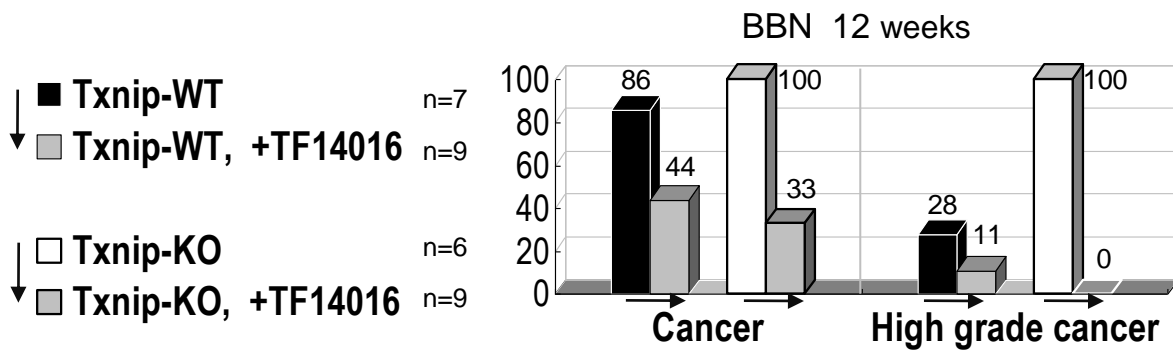 BBN 12 weeks
Txnip-WT n=7
Txnip-WT, +TF14016 n=9
Txnip-KO n=6
Txnip-KO, +TF14016 n=9
100
80
60
40
20
0
86
44
100
33
28
11
100
0
Cancer
High grade cancer